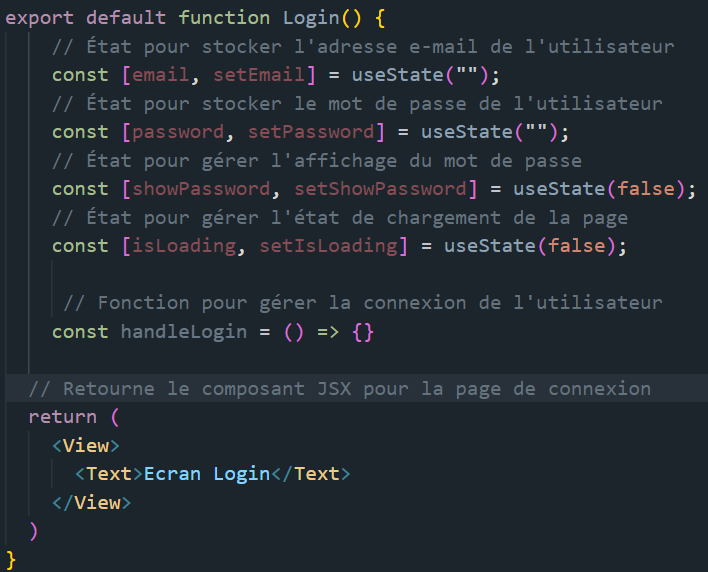 export default function Login() {
// État pour stocker l'adresse e-mail de l'utilisateur
const [email, setEmail] = useState("");
// État pour stocker le mot de passe de l'utilisateur
const [password, setPassword] = useState("");
// État pour gérer l'affichage du mot de passe
const [showPassword, setShowPassword] = useState(false);
// État pour gérer l'état de chargement de la page
const [isLoading, setIsLoading] = useState(false);
// Fonction pour gérer la connexion de l'utilisateur
const handleLogin = () => {}
// Retourne le composant JSX pour la page de connexion
return (
<View>
<Text>Ecran Login</Text>
</View>
)
}